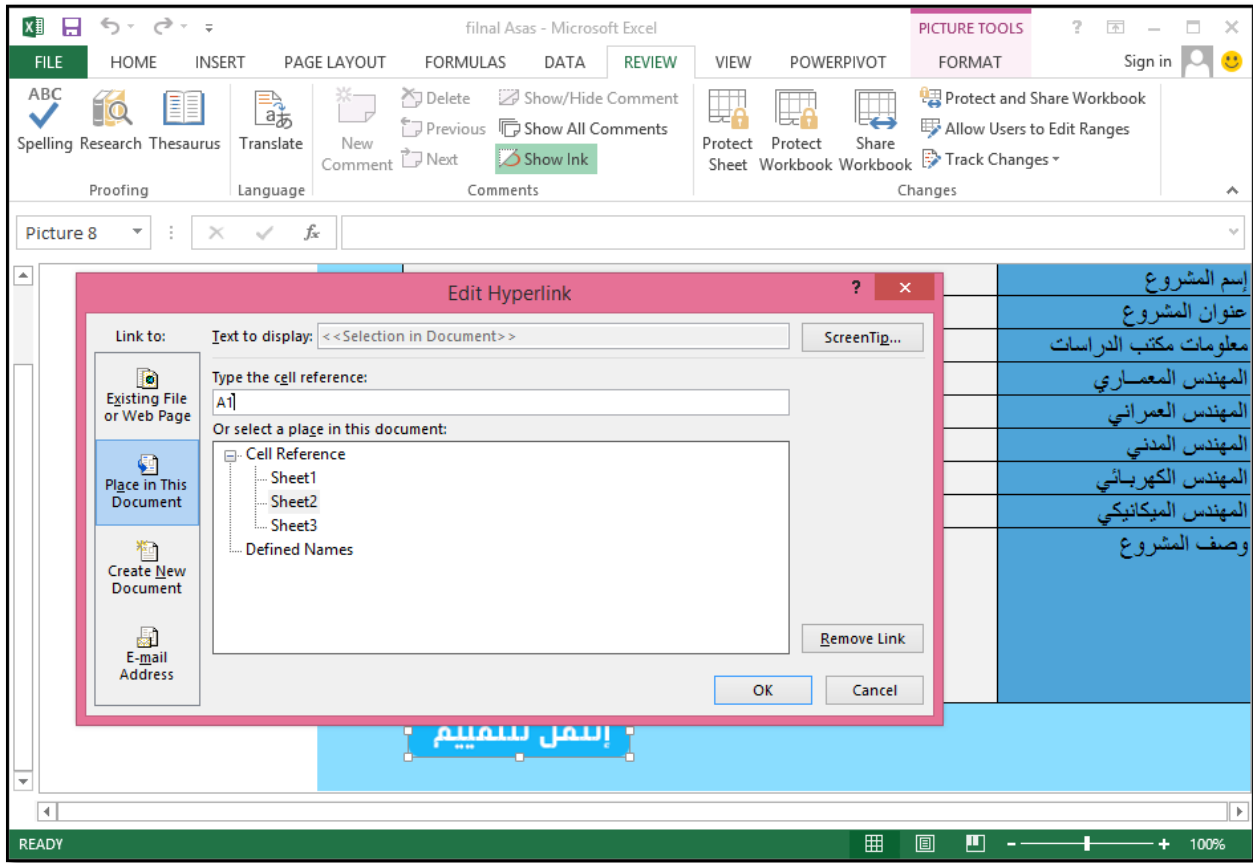 filnal Asas - Microsoft Excel
PICTURE TOOLS
?
FILE HOME INSERT PAGE LAYOUT FORMULAS DATA REVIEW VIEW POWERPIVOT FORMAT Sign in
ABC
Spelling Research Thesaurus
Proofing
Translate
Language
New Comment
Delete
Previous
Next
Show/Hide Comment
Show All Comments
Show Ink
Comments
Protect Sheet
Protect Workbook
Share Workbook
Protect and Share Workbook
Allow Users to Edit Ranges
Track Changes
Changes
Picture 8
fx
Edit Hyperlink
?
Link to:
Text to display: <<Selection in Document>>
ScreenTip...
Existing File or Web Page
Place in This Document
Create New Document
E-mail Address
Type the cell reference:
A1
Or select a place in this document:
Cell Reference
Sheet1
Sheet2
Sheet3
Defined Names
Remove Link
OK
Cancel
إسم المشروع
عنوان المشروع
معلومات مكتب الدراسات
المهندس المعمــاري
المهندس العمراني
المهندس المدني
المهندس الكهربـائي
المهندس الميكانيكي
وصف المشروع
إنتقل للتقييم
READY
100%